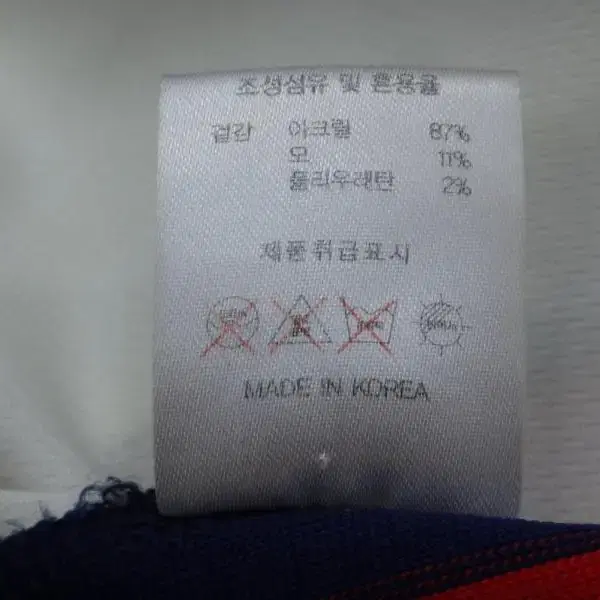 조성섬유 및 혼용율
겉감 아크릴 87%
모 11%
폴리우레탄 2%
제품취급표시
MADE IN KOREA